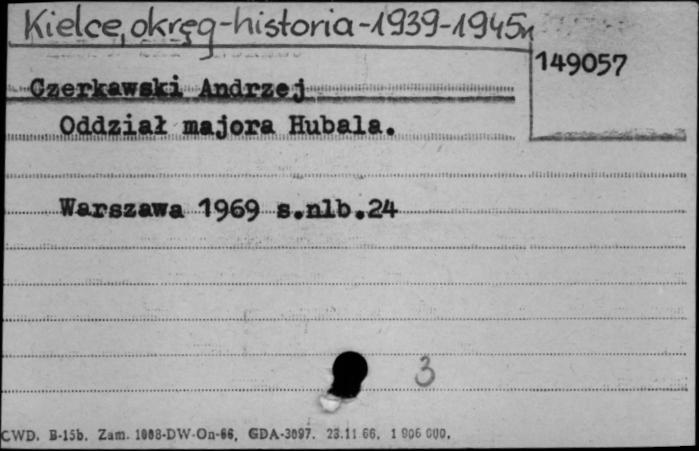 Kielce, okręg-historia-1939-1945r
149057
Czerkawski Andrzej
Oddział majora Hubala.
Warszawa 1969 s.nlb.24
3
CWD. B-15b. Zam. 1008-DW-On-66. GDA-3097. 23.11.66. 1 006 000.